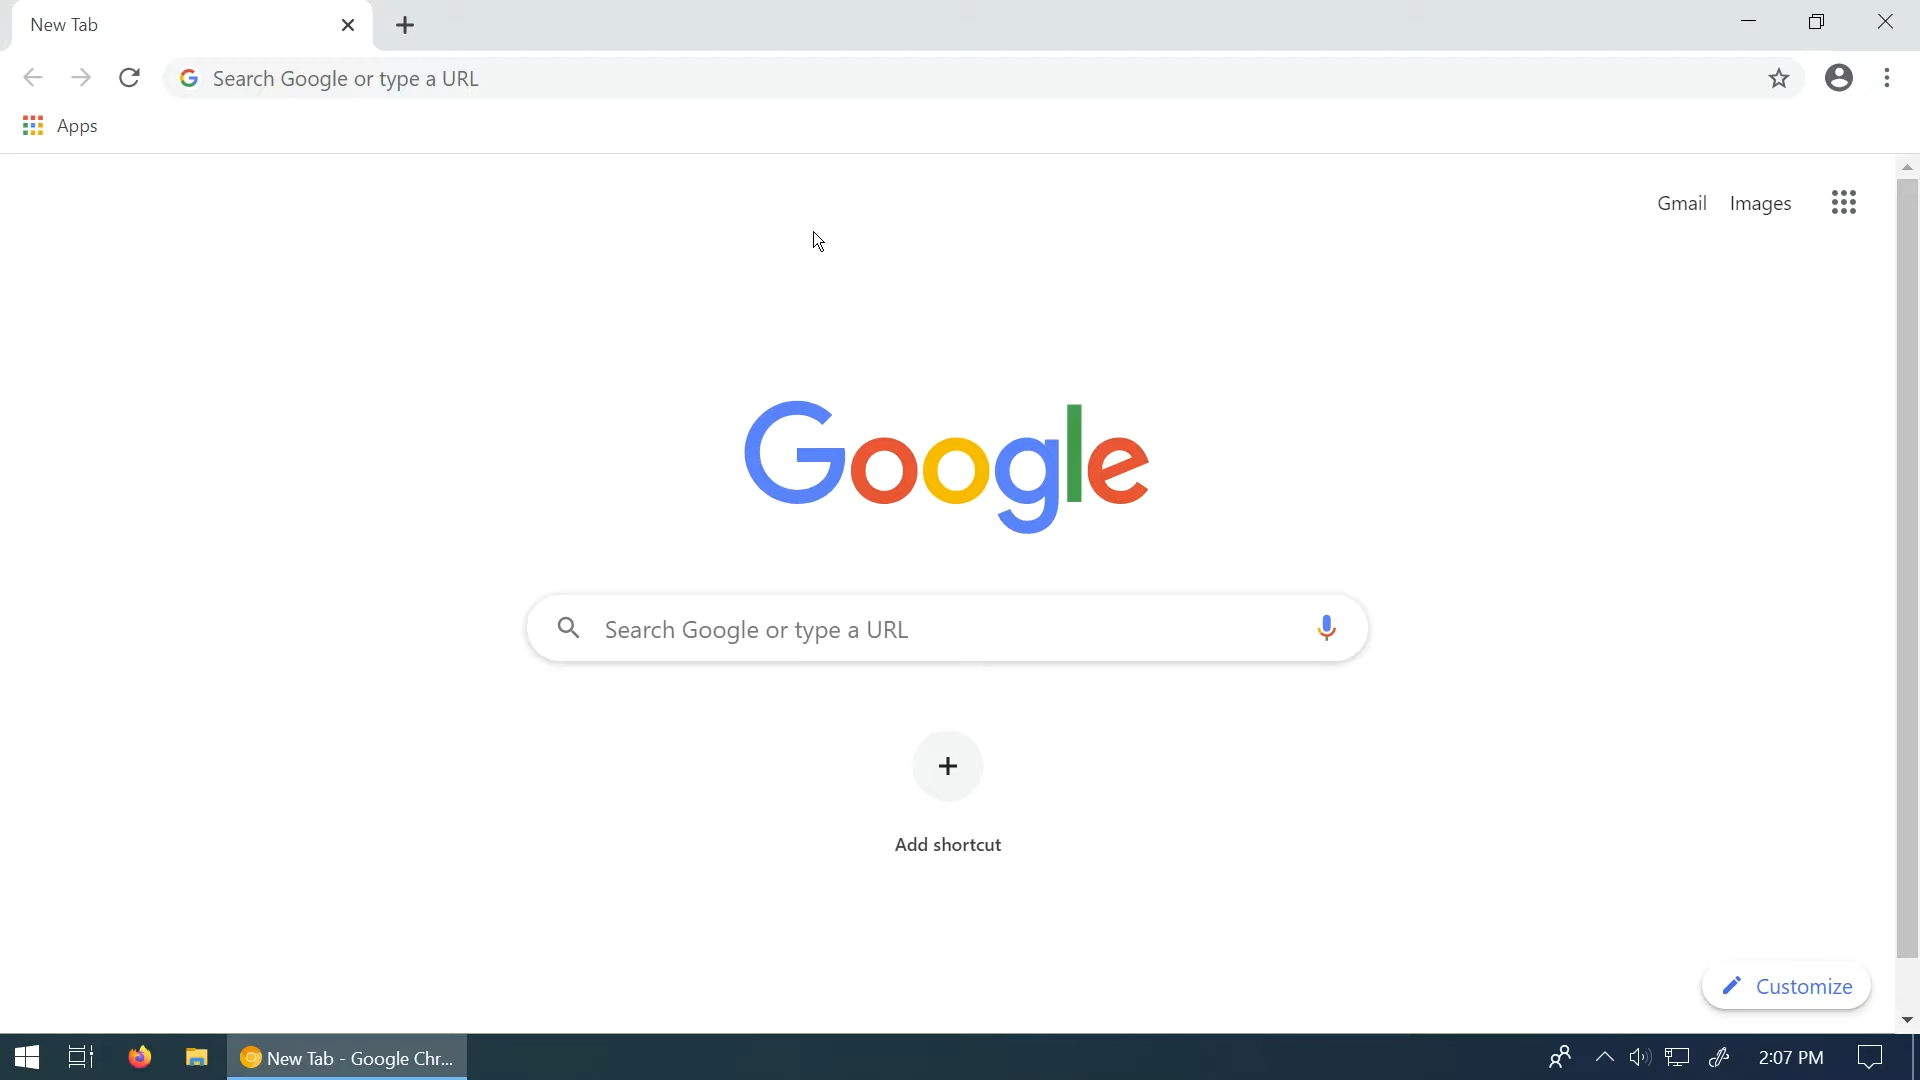 New Tab
Search Google or type a URL
Apps
Gmail Images
Google
Search Google or type a URL
Add shortcut
Customize
New Tab - Google Chr...
2:07 PM